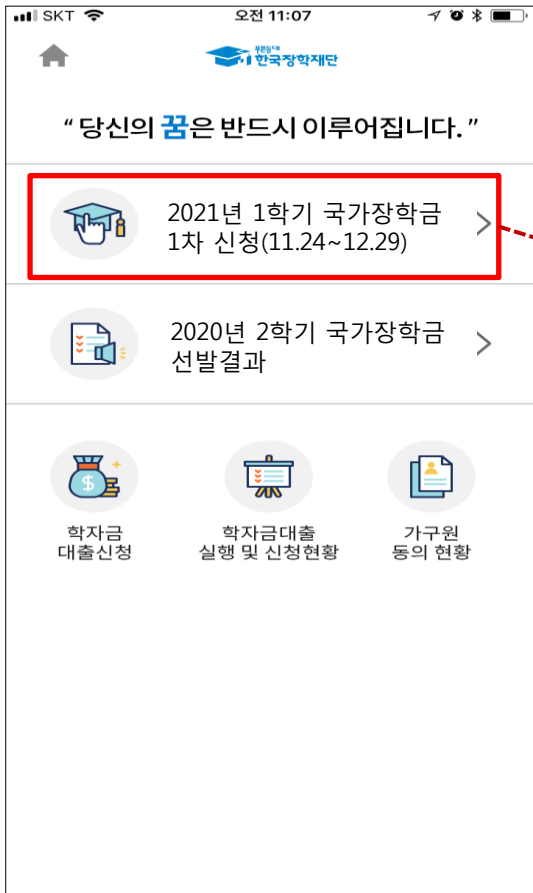 SKT 오전 11:07
푸른등대
한국장학재단
“ 당신의 꿈은 반드시 이루어집니다. ”
2021년 1학기 국가장학금
1차 신청(11.24~12.29)
2020년 2학기 국가장학금
선발결과
학자금
대출신청
학자금대출
실행 및 신청현황
가구원
동의 현황